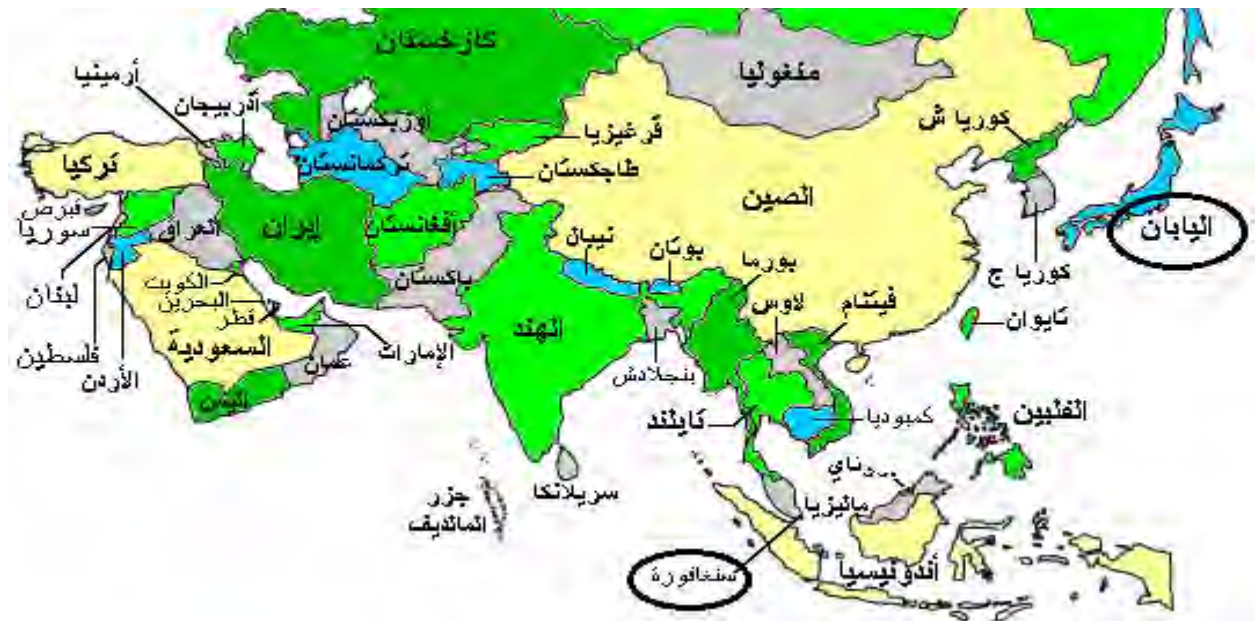 كازخستان
منغوليا
أرمينيا
أذربيجان
أوزبكستان
قرغيزيا
كوريا ش
تركيا
تركمانستان
طاجكستان
الصين
اليابان
قبرص
سوريا
العراق
إيران
أفغانستان
نيبال
بوتان
بورما
كوريا ج
لبنان
الكويت
البحرين
قطر
باكستان
الهند
لاوس
فيتنام
تايوان
فلسطين
الأردن
السعودية
الإمارات
عمان
اليمن
بنجلادش
تايلند
كمبوديا
الفلبين
جزر
المالديف
سريلانكا
ماليزيا
سنغافورة
أندونيسيا